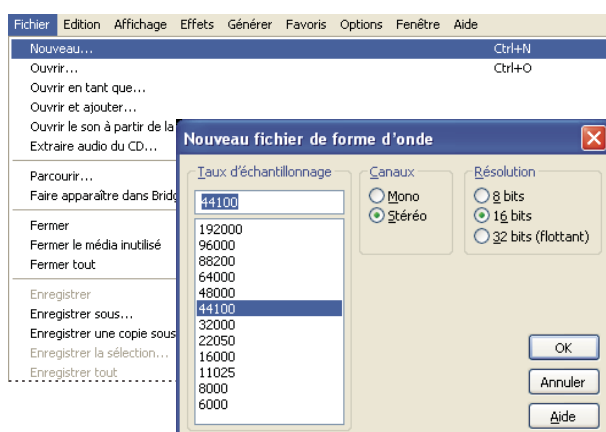 Fichier Edition Affichage Effets Générer Favoris Options Fenêtre Aide
Nouveau... Ctrl+N
Ouvrir... Ctrl+O
Ouvrir en tant que...
Ouvrir et ajouter...
Ouvrir le son à partir de la
Extraire audio du CD...
Parcourir...
Faire apparaître dans Bridg
Fermer
Fermer le média inutilisé
Fermer tout
Enregistrer
Enregistrer sous...
Enregistrer une copie sous
Enregistrer la sélection...
Enregistrer tout
Nouveau fichier de forme d'onde
Taux d'échantillonnage
44100
192000
96000
88200
64000
48000
44100
32000
22050
16000
11025
8000
6000
Canaux
Mono
Stéréo
Résolution
8 bits
16 bits
32 bits (flottant)
OK
Annuler
Aide